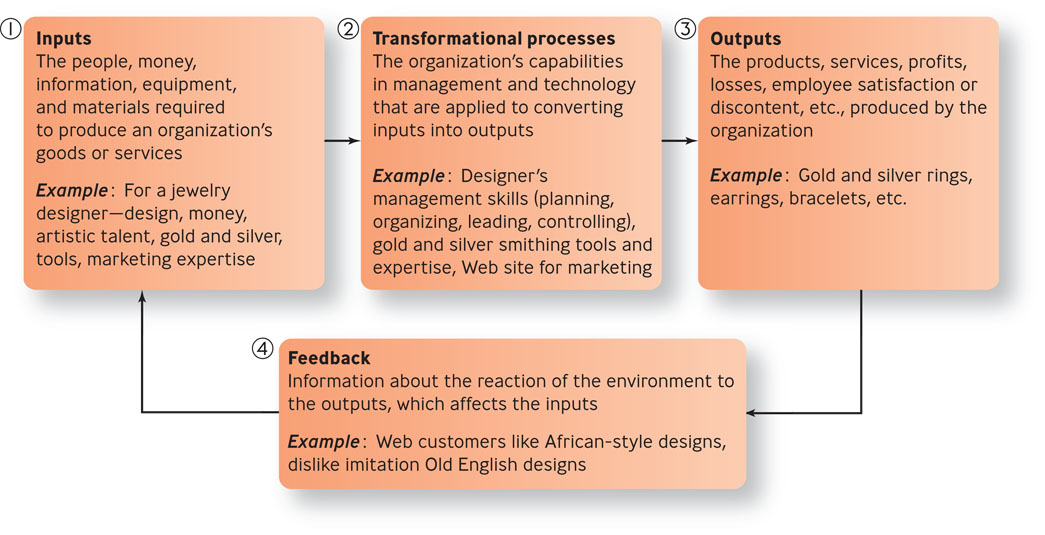 ①
Inputs
The people, money,
information, equipment,
and materials required
to produce an organization’s
goods or services
Example: For a jewelry
designer—design, money,
artistic talent, gold and silver,
tools, marketing expertise
②
Transformational processes
The organization’s capabilities
in management and technology
that are applied to converting
inputs into outputs
Example: Designer’s
management skills (planning,
organizing, leading, controlling),
gold and silver smithing tools and
expertise, Web site for marketing
③
Outputs
The products, services, profits,
losses, employee satisfaction or
discontent, etc., produced by the
organization
Example: Gold and silver rings,
earrings, bracelets, etc.
④
Feedback
Information about the reaction of the environment to
the outputs, which affects the inputs
Example: Web customers like African-style designs,
dislike imitation Old English designs